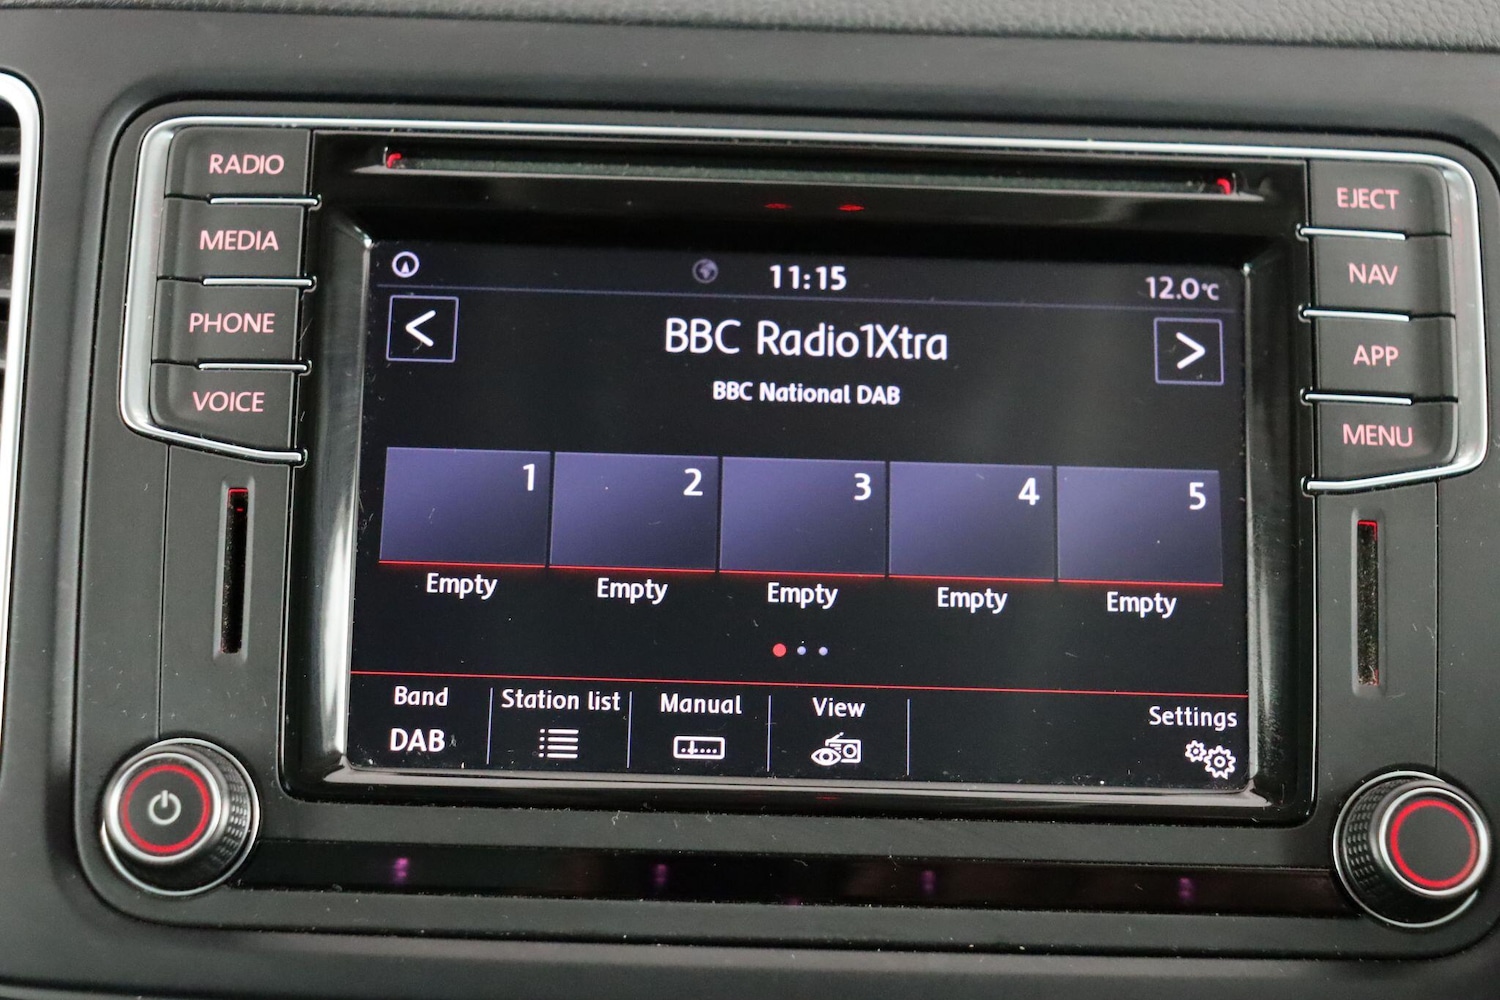 RADIO
MEDIA
PHONE
VOICE
EJECT
NAV
APP
MENU
11:15
12.0°C
< BBC Radio1Xtra >
BBC National DAB
1 2 3 4 5
Empty Empty Empty Empty Empty
Band Station list Manual View Settings
DAB